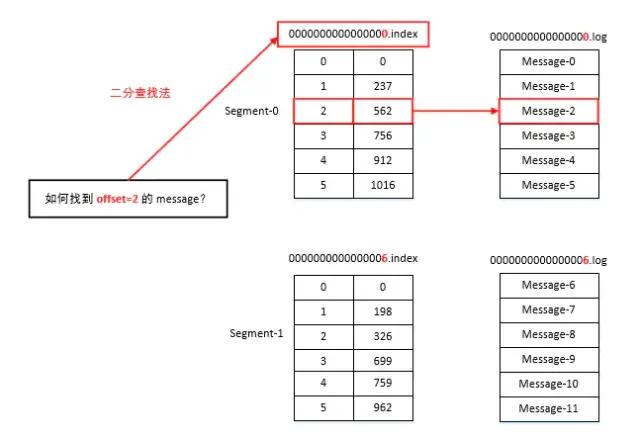 0000000000000000.index
0000000000000000.log
0 0 Message-0
二分查找法
1 237 Message-1
Segment-0
2 562 Message-2
3 756 Message-3
4 912 Message-4
5 1016 Message-5
如何找到 offset=2 的 message?
0000000000000006.index
0000000000000006.log
0 0 Message-6
1 198 Message-7
Segment-1
2 326 Message-8
3 699 Message-9
4 759 Message-10
5 962 Message-11